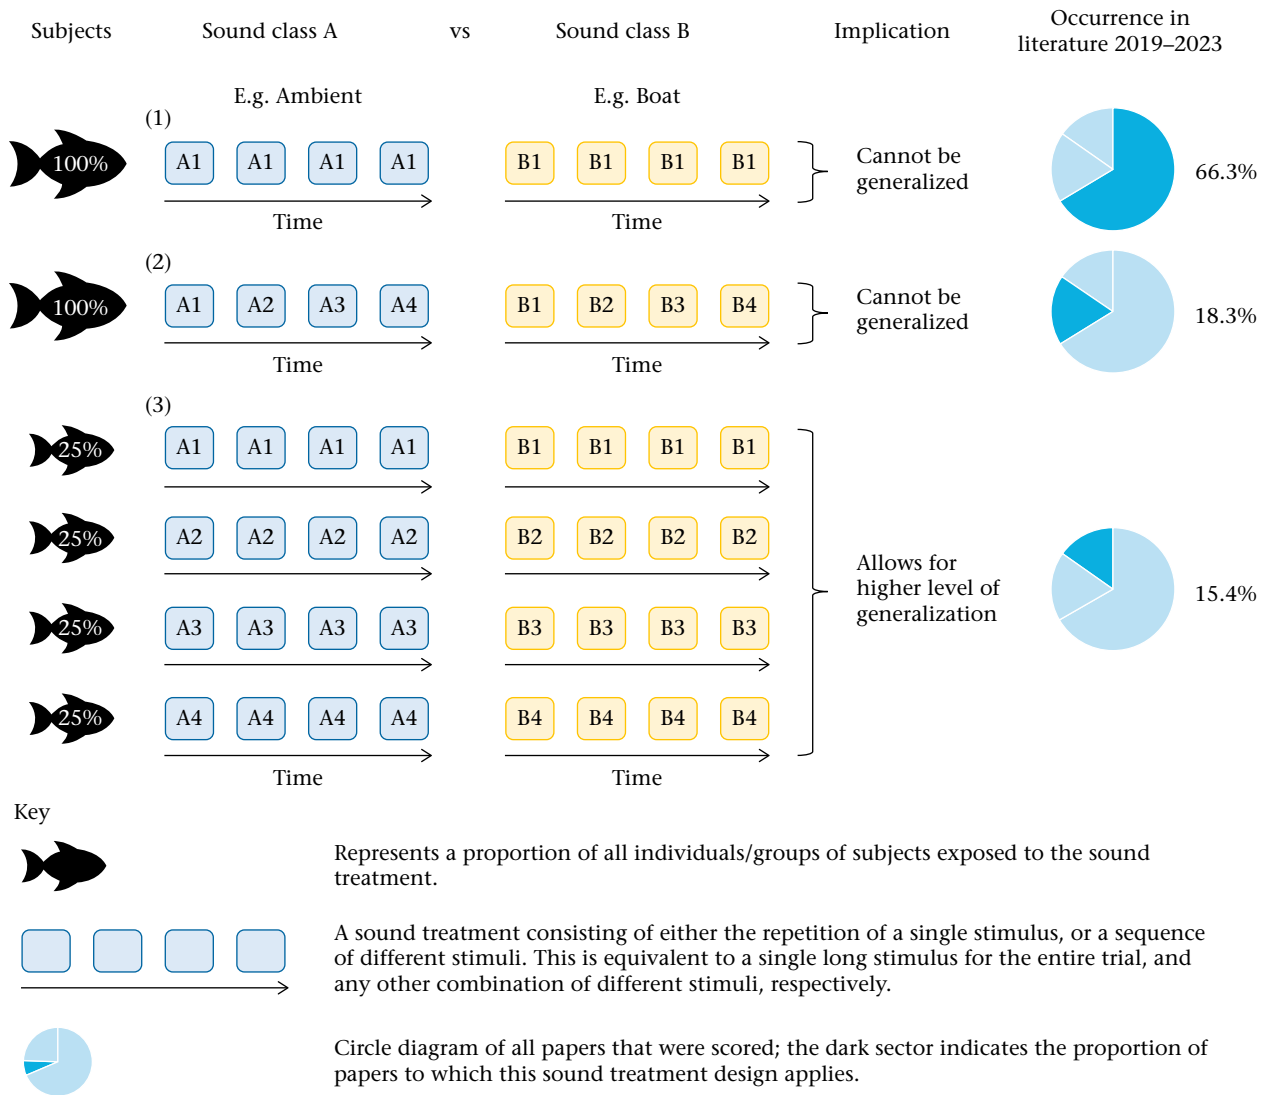 Subjects Sound class A vs Sound class B Implication Occurrence in
literature 2019–2023
E.g. Ambient E.g. Boat
(1)
100% A1 A1 A1 A1 B1 B1 B1 B1 Cannot be
generalized 66.3%
Time Time
(2)
100% A1 A2 A3 A4 B1 B2 B3 B4 Cannot be
generalized 18.3%
Time Time
(3)
25% A1 A1 A1 A1 B1 B1 B1 B1
25% A2 A2 A2 A2 B2 B2 B2 B2
Allows for
higher level of
generalization 15.4%
25% A3 A3 A3 A3 B3 B3 B3 B3
25% A4 A4 A4 A4 B4 B4 B4 B4
Time Time
Key
Represents a proportion of all individuals/groups of subjects exposed to the sound
treatment.
A sound treatment consisting of either the repetition of a single stimulus, or a sequence
of different stimuli. This is equivalent to a single long stimulus for the entire trial, and
any other combination of different stimuli, respectively.
Circle diagram of all papers that were scored; the dark sector indicates the proportion of
papers to which this sound treatment design applies.